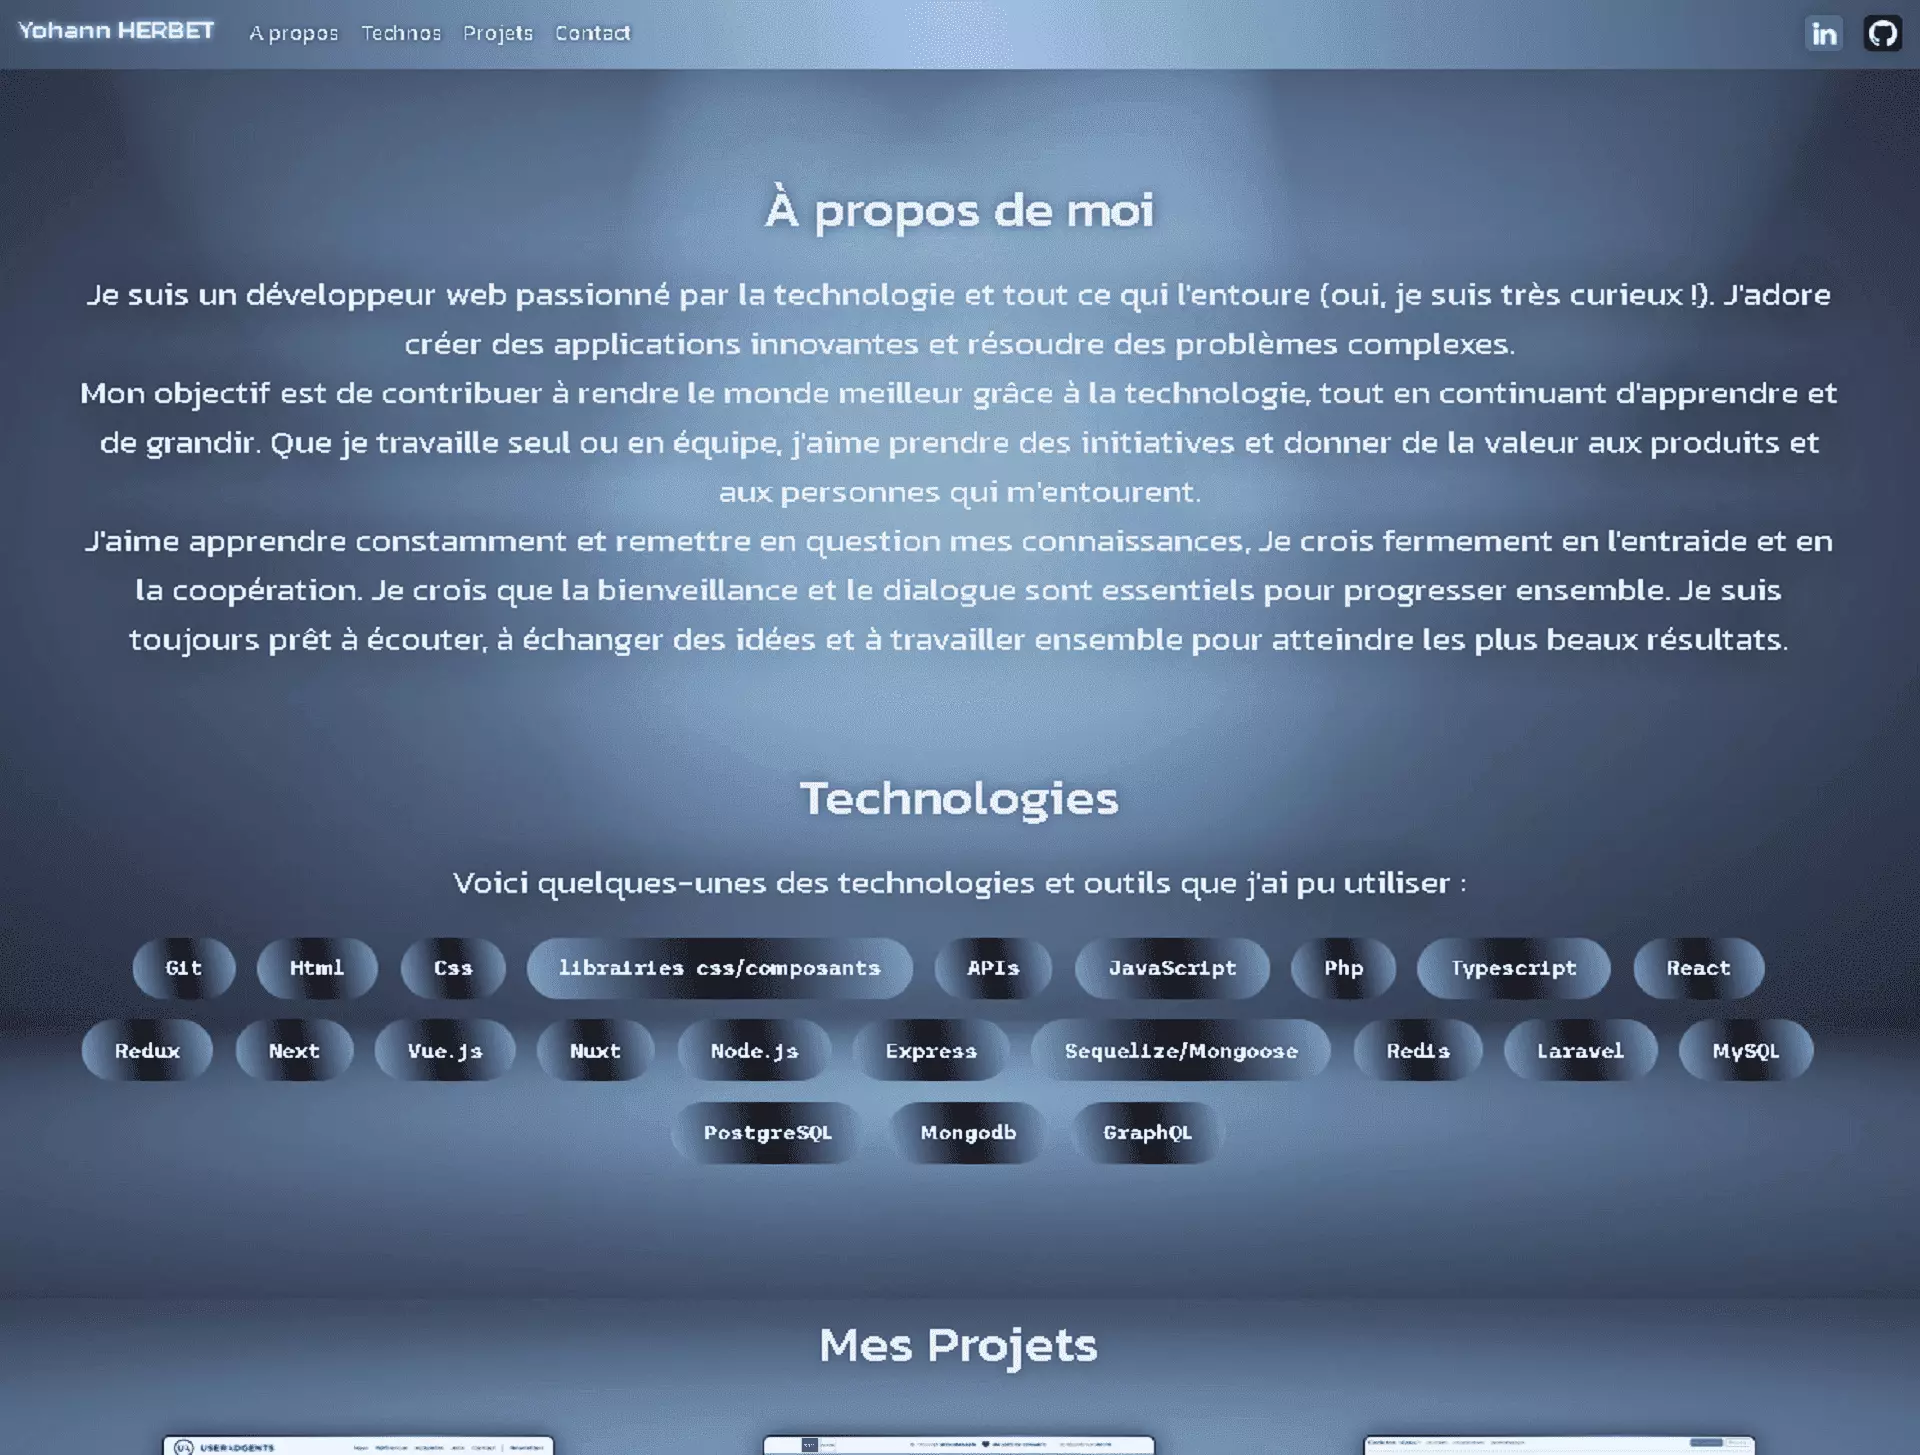 Yohann HERBET A propos Technos Projets Contact in
À propos de moi
Je suis un développeur web passionné par la technologie et tout ce qui l'entoure (oui, je suis très curieux !). J'adore
créer des applications innovantes et résoudre des problèmes complexes.
Mon objectif est de contribuer à rendre le monde meilleur grâce à la technologie, tout en continuant d'apprendre et
de grandir. Que je travaille seul ou en équipe, j'aime prendre des initiatives et donner de la valeur aux produits et
aux personnes qui m'entourent.
J'aime apprendre constamment et remettre en question mes connaissances, Je crois fermement en l'entraide et en
la coopération. Je crois que la bienveillance et le dialogue sont essentiels pour progresser ensemble. Je suis
toujours prêt à écouter, à échanger des idées et à travailler ensemble pour atteindre les plus beaux résultats.
Technologies
Voici quelques-unes des technologies et outils que j'ai pu utiliser :
Git Html Css librairies css/composants APIs JavaScript Php Typescript React
Redux Next Vue.js Nuxt Node.js Express Sequelize/Mongoose Redis Laravel MySQL
PostgreSQL Mongodb GraphQL
Mes Projets